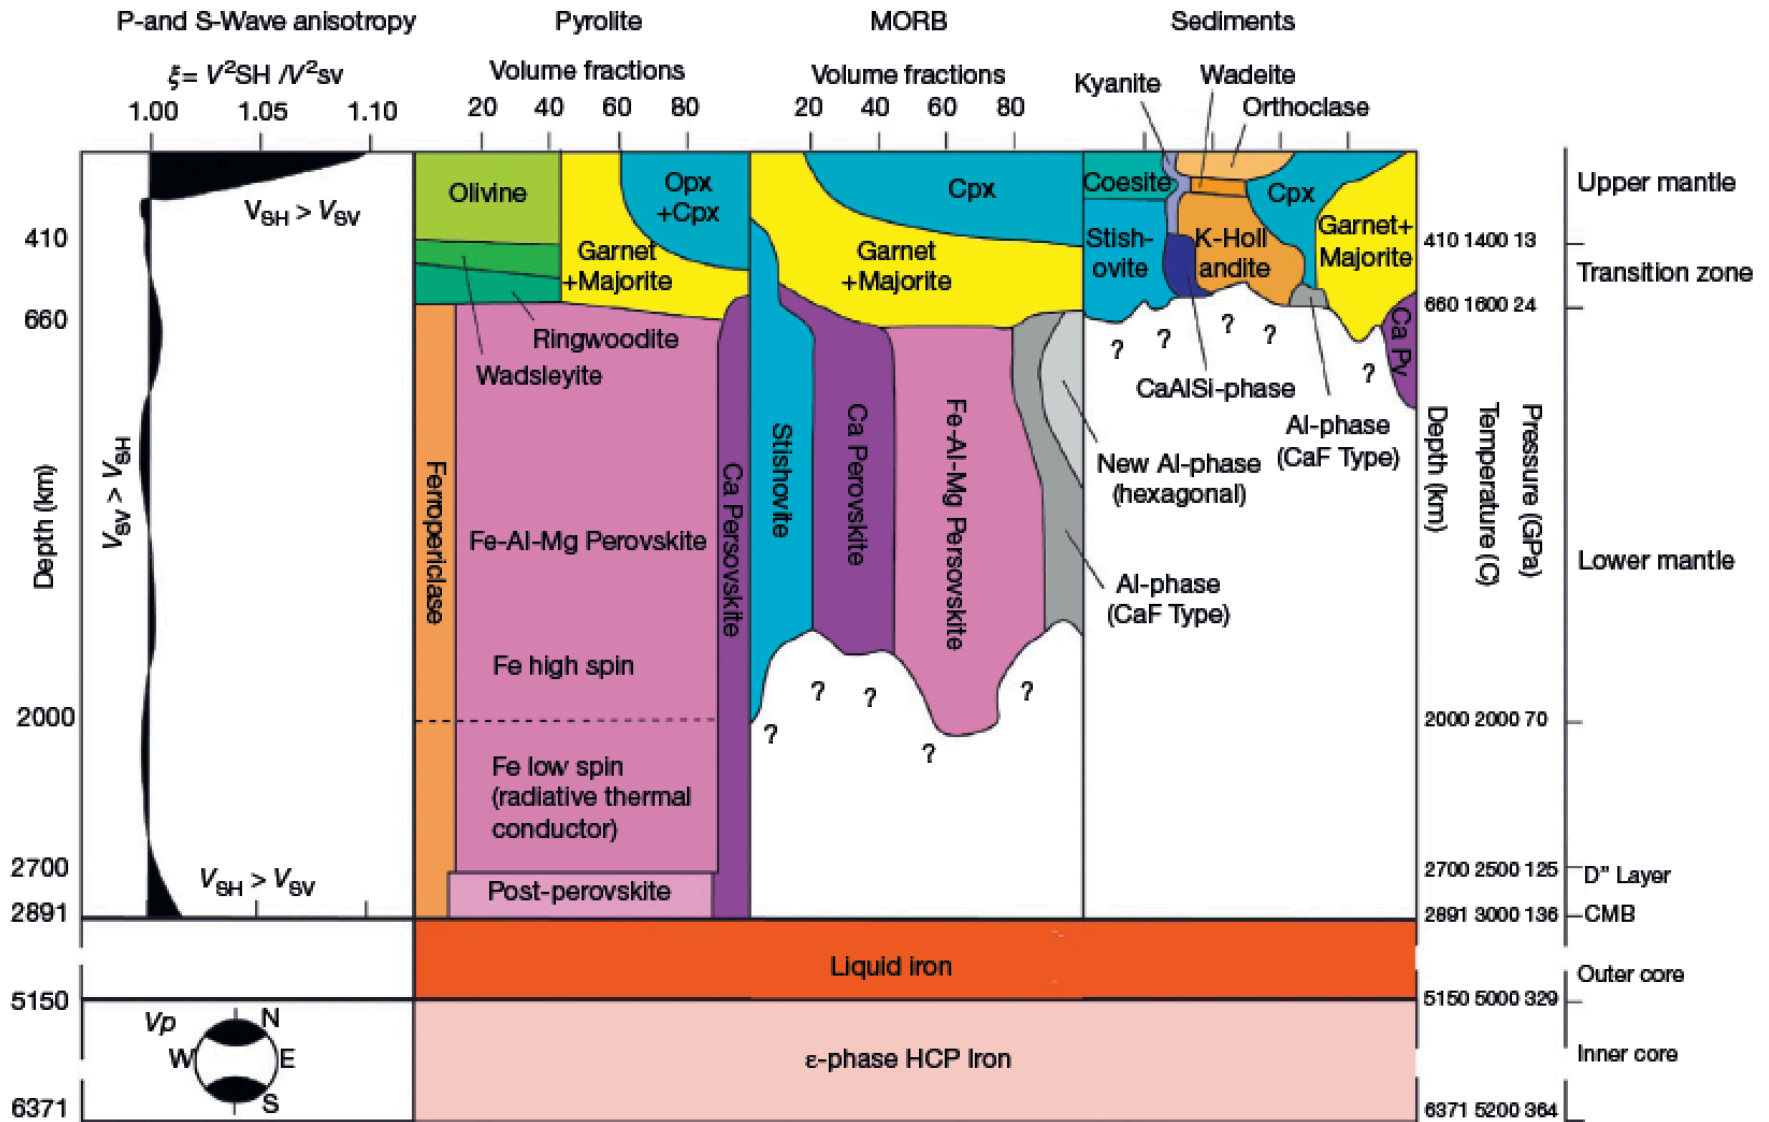 P-and S-Wave anisotropy
Pyrolite
MORB
Sediments
ξ= V²SH /V²sv
Volume fractions
Volume fractions
Kyanite
Wadeite
Orthoclase
1.00 1.05 1.10
20 40 60 80
20 40 60 80
Olivine
Opx
+Cpx
Cpx
Coesite
Cpx
Upper mantle
VSH > VSV
410
Garnet
+Majorite
Garnet
+Majorite
Stish-
ovite
K-Holl
andite
Garnet+
Majorite
410 1400 13
Transition zone
660
660 1600 24
Ringwoodite
Wadsleyite
? ? ? ? ?
Ca Pv
CaAlSi-phase
Al-phase
(CaF Type)
New Al-phase
(hexagonal)
Al-phase
(CaF Type)
Depth (km)
VSV > VSH
Ferropericlase
Fe-Al-Mg Perovskite
Ca Persovskite
Stishovite
Ca Perovskite
Fe-Al-Mg Persovskite
Depth (km)
Temperature (C)
Pressure (GPa)
Lower mantle
Fe high spin
? ? ?
? ?
2000
2000 2000 70
Fe low spin
(radiative thermal
conductor)
2700
2700 2500 125
D" Layer
VSH > VSV
Post-perovskite
2891
2891 3000 136
CMB
Liquid iron
Outer core
5150
5150 5000 329
Vp
N
W
E
S
ε-phase HCP Iron
Inner core
6371
6371 5200 364